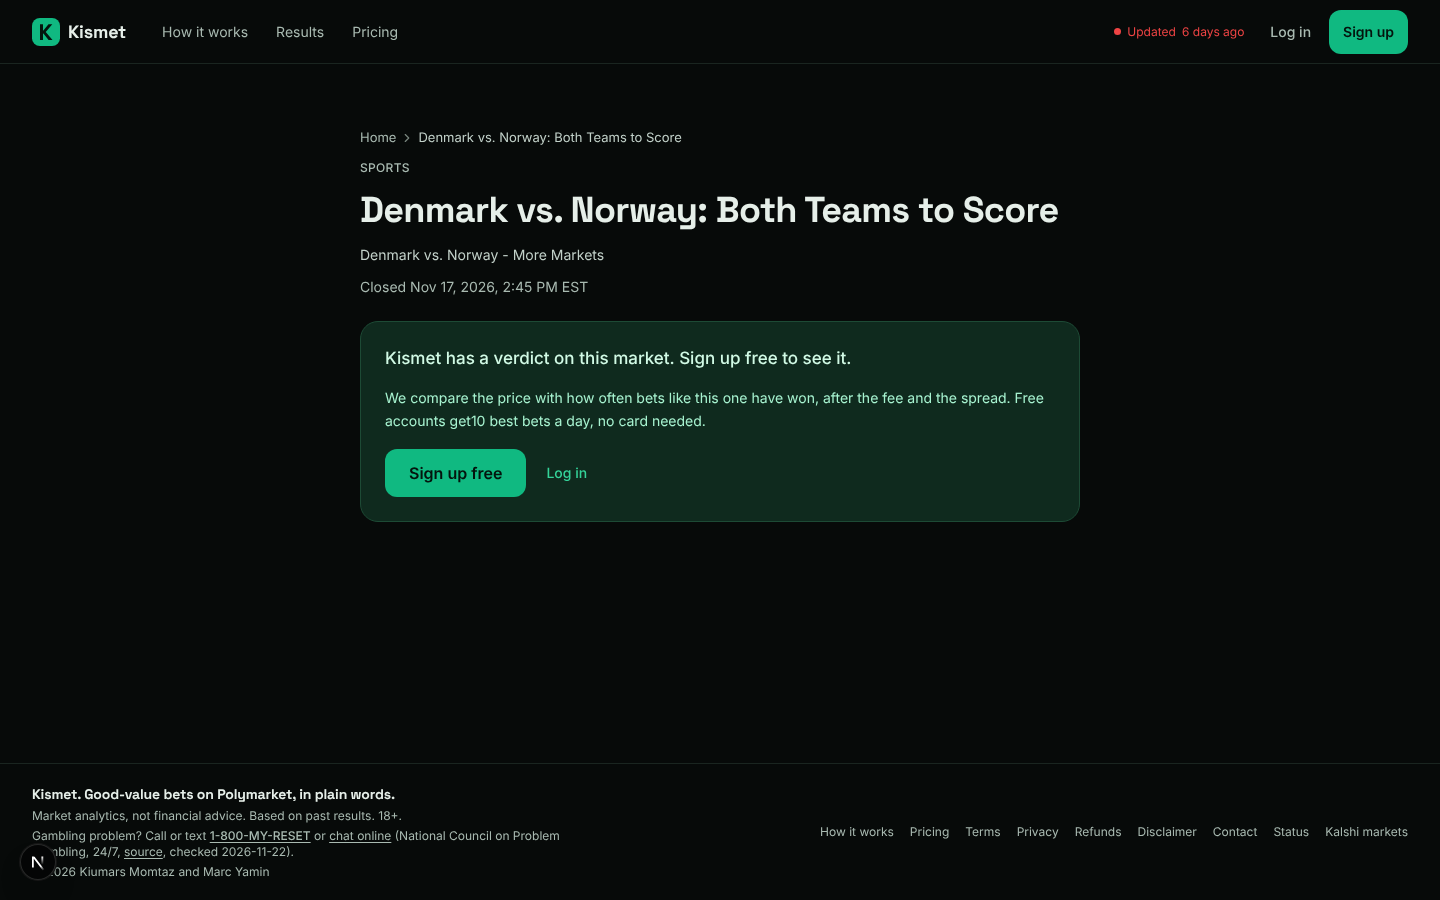 K Kismet How it works Results Pricing Updated 6 days ago Log in Sign up
Home > Denmark vs. Norway: Both Teams to Score
SPORTS
Denmark vs. Norway: Both Teams to Score
Denmark vs. Norway - More Markets
Closed Nov 17, 2026, 2:45 PM EST
Kismet has a verdict on this market. Sign up free to see it.
We compare the price with how often bets like this one have won, after the fee and the spread. Free
accounts get10 best bets a day, no card needed.
Sign up free Log in
Kismet. Good-value bets on Polymarket, in plain words.
Market analytics, not financial advice. Based on past results. 18+.
Gambling problem? Call or text 1-800-MY-RESET or chat online (National Council on Problem
mbling, 24/7, source, checked 2026-11-22).
N
026 Kiumars Momtaz and Marc Yamin
How it works Pricing Terms Privacy Refunds Disclaimer Contact Status Kalshi markets